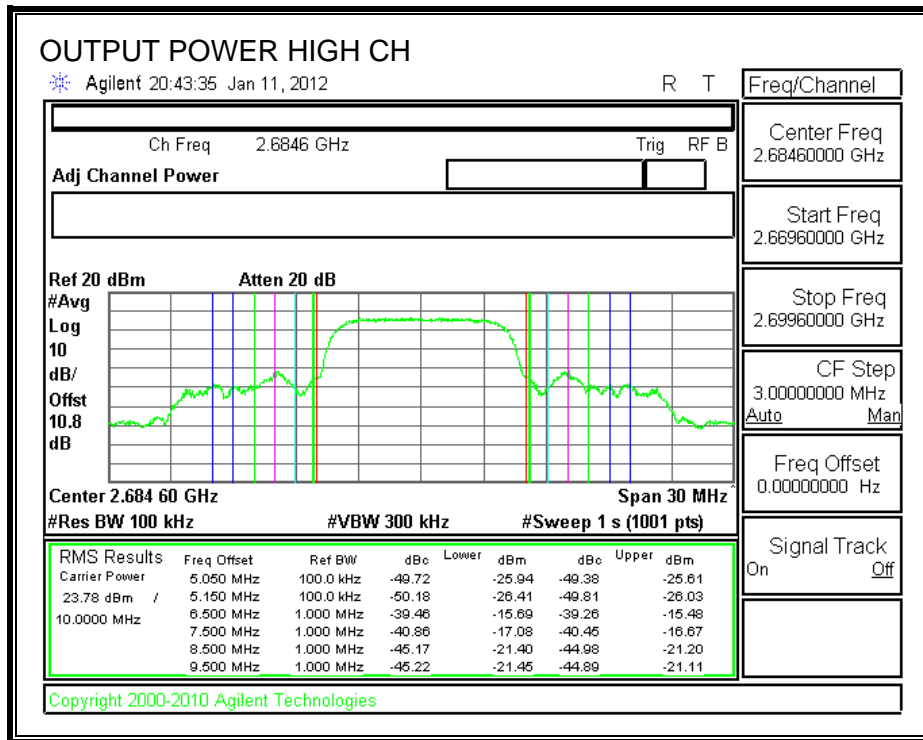 OUTPUT POWER HIGH CH
Agilent 20:43:35 Jan 11, 2012 R T
Ch Freq 2.6846 GHz Trig RF B
Adj Channel Power
Ref 20 dBm Atten 20 dB
#Avg
Log
10
dB/
Offst
10.8
dB
Center 2.684 60 GHz Span 30 MHz^
#Res BW 100 kHz #VBW 300 kHz #Sweep 1 s (1001 pts)
RMS Results Freq Offset Ref BW dBc Lower dBm dBc Upper dBm
Carrier Power 5.050 MHz 100.0 kHz -49.72 -25.94 -49.38 -25.61
23.78 dBm / 5.150 MHz 100.0 kHz -50.18 -26.41 -49.81 -26.03
10.0000 MHz 6.500 MHz 1.000 MHz -39.46 -15.69 -39.26 -15.48
7.500 MHz 1.000 MHz -40.86 -17.08 -40.45 -16.67
8.500 MHz 1.000 MHz -45.17 -21.40 -44.98 -21.20
9.500 MHz 1.000 MHz -45.22 -21.45 -44.89 -21.11
Copyright 2000-2010 Agilent Technologies
Freq/Channel
Center Freq
2.68460000 GHz
Start Freq
2.66960000 GHz
Stop Freq
2.69960000 GHz
CF Step
3.00000000 MHz
Auto Man
Freq Offset
0.00000000 Hz
Signal Track
On Off